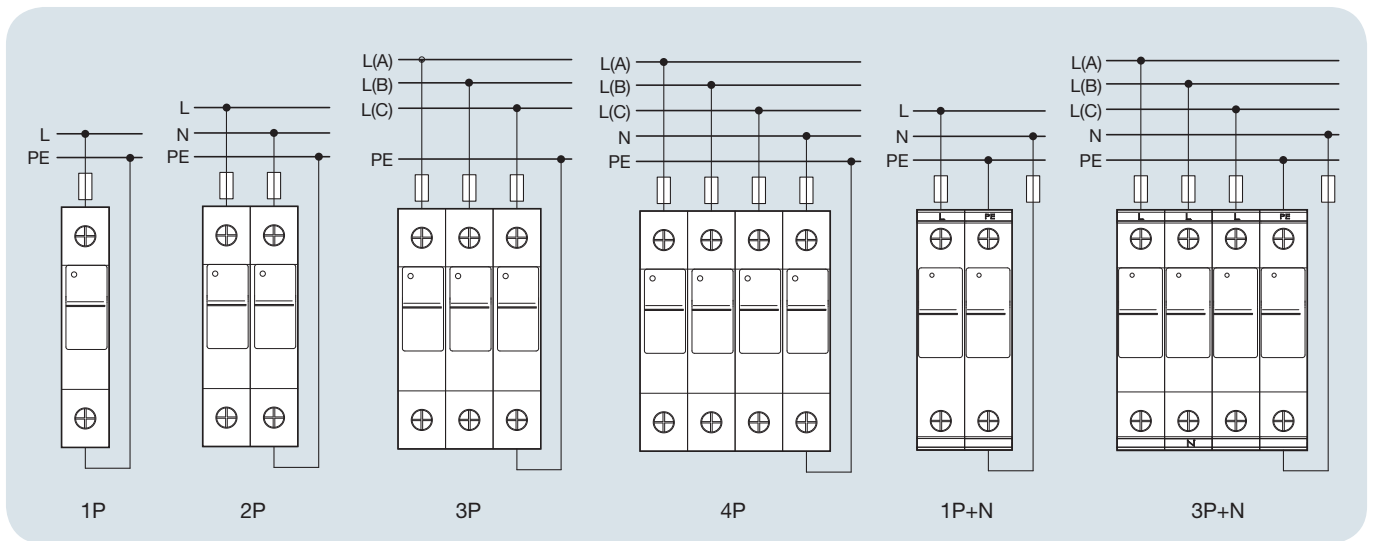 L
PE
1P
L
N
PE
2P
L(A)
L(B)
L(C)
PE
3P
L(A)
L(B)
L(C)
N
PE
4P
L
N
PE
L PE
1P+N
L(A)
L(B)
L(C)
N
PE
L L L PE
N
3P+N